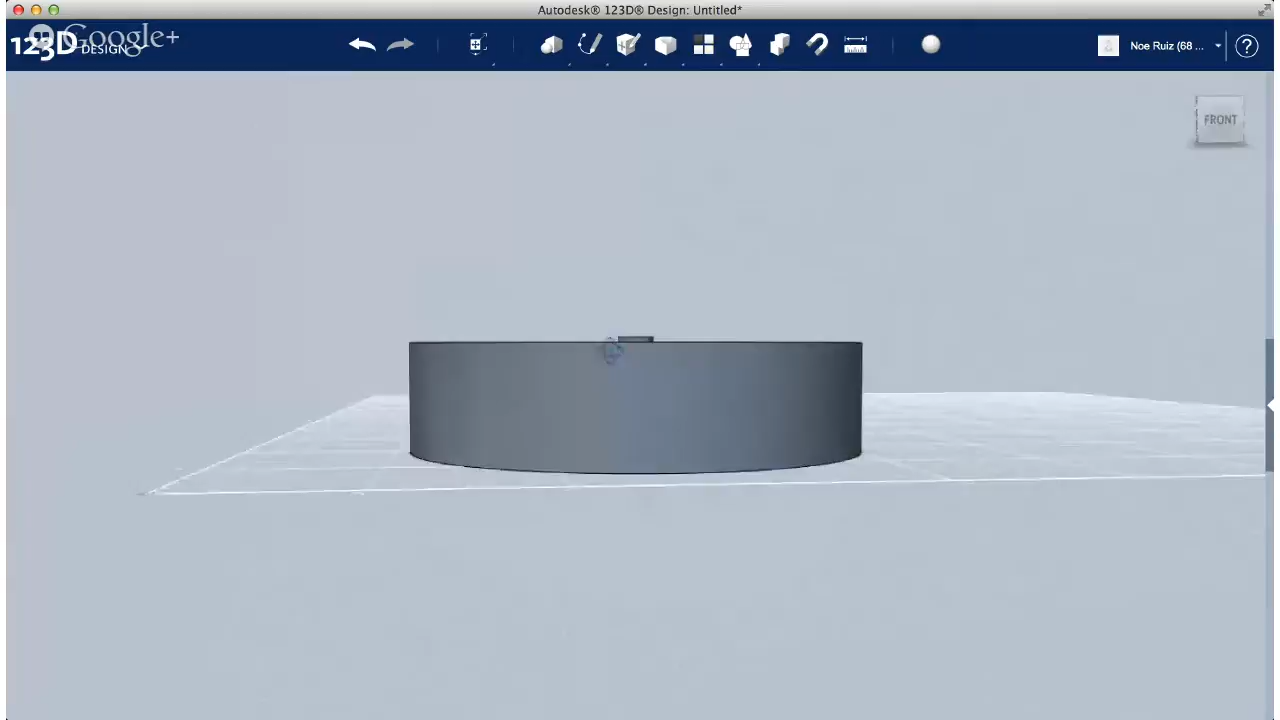 Autodesk® 123D® Design: Untitled*
Google+
123D DESIGN
Noe Ruiz (68 ...
?
FRONT